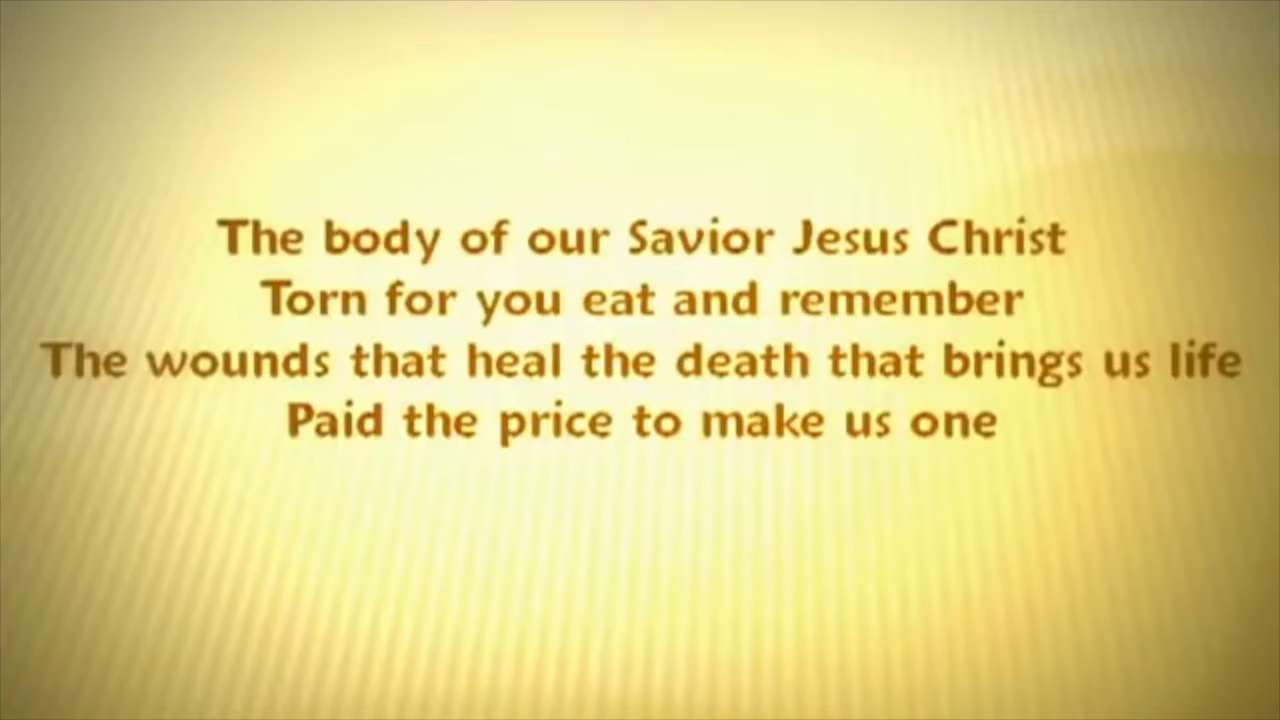 The body of our Savior Jesus Christ
Torn for you eat and remember
The wounds that heal the death that brings us life
Paid the price to make us one